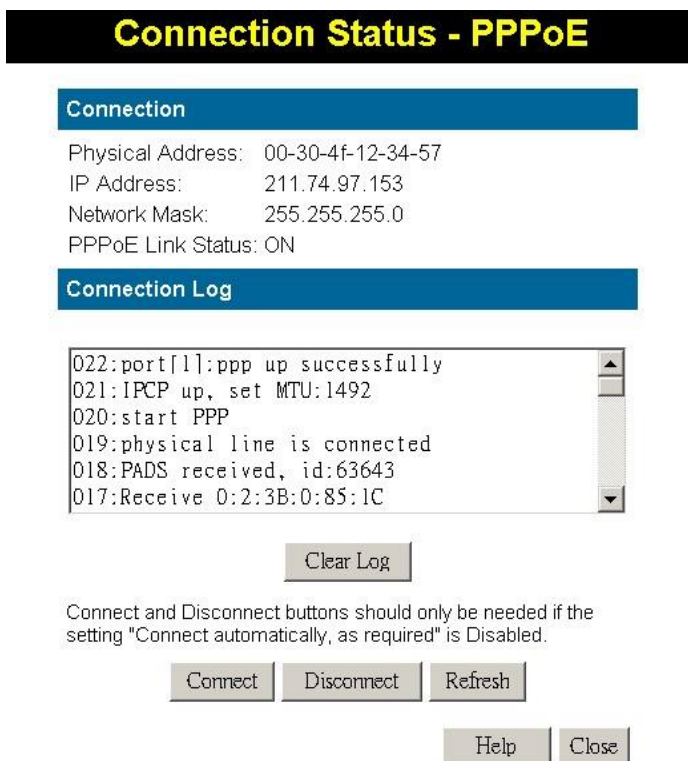 Connection Status - PPPoE
Connection
Physical Address: 00-30-4f-12-34-57
IP Address: 211.74.97.153
Network Mask: 255.255.255.0
PPPoE Link Status: ON
Connection Log
022:port[1]:ppp up successfully
021:IPCP up, set MTU:1492
020:start PPP
019:physical line is connected
018:PADS received, id:63643
017:Receive 0:2:3B:0:85:1C
Clear Log
Connect and Disconnect buttons should only be needed if the
setting "Connect automatically, as required" is Disabled.
Connect Disconnect Refresh
Help Close